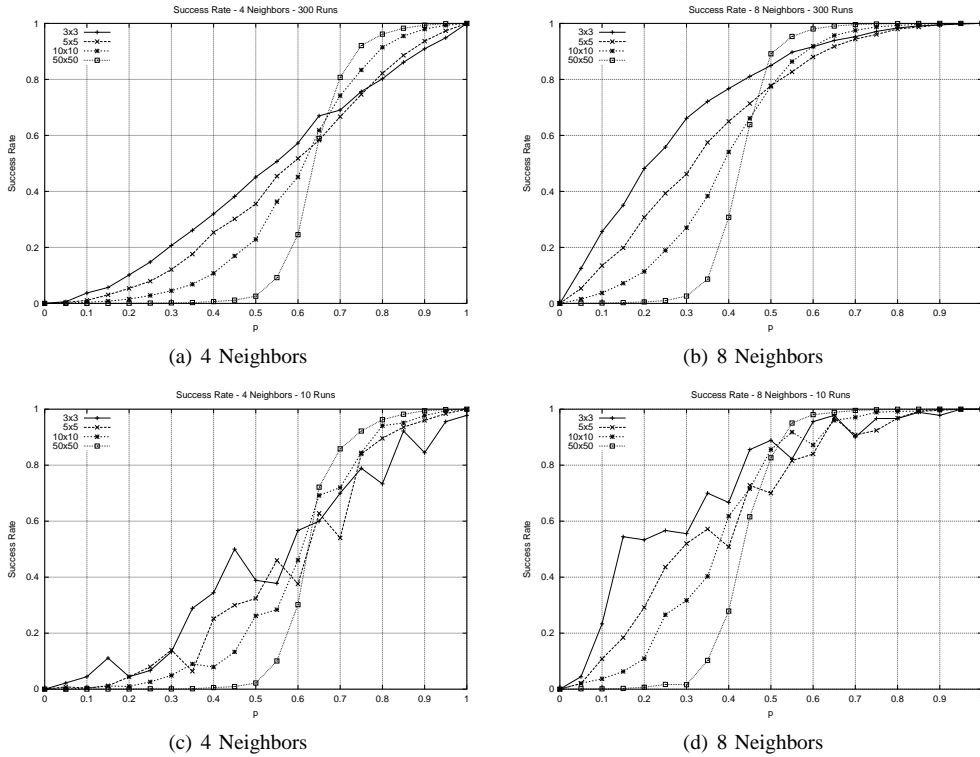 Success Rate - 4 Neighbors - 300 Runs
3x3
5x5
10x10
50x50
Success Rate
1
0.8
0.6
0.4
0.2
0
0 0.1 0.2 0.3 0.4 0.5 0.6 0.7 0.8 0.9 1
p
(a) 4 Neighbors
Success Rate - 8 Neighbors - 300 Runs
3x3
5x5
10x10
50x50
Success Rate
1
0.8
0.6
0.4
0.2
0
0 0.1 0.2 0.3 0.4 0.5 0.6 0.7 0.8 0.9
p
(b) 8 Neighbors
Success Rate - 4 Neighbors - 10 Runs
3x3
5x5
10x10
50x50
Success Rate
1
0.8
0.6
0.4
0.2
0
0 0.1 0.2 0.3 0.4 0.5 0.6 0.7 0.8 0.9 1
p
(c) 4 Neighbors
Success Rate - 8 Neighbors - 10 Runs
3x3
5x5
10x10
50x50
Success Rate
1
0.8
0.6
0.4
0.2
0
0 0.1 0.2 0.3 0.4 0.5 0.6 0.7 0.8 0.9
p
(d) 8 Neighbors